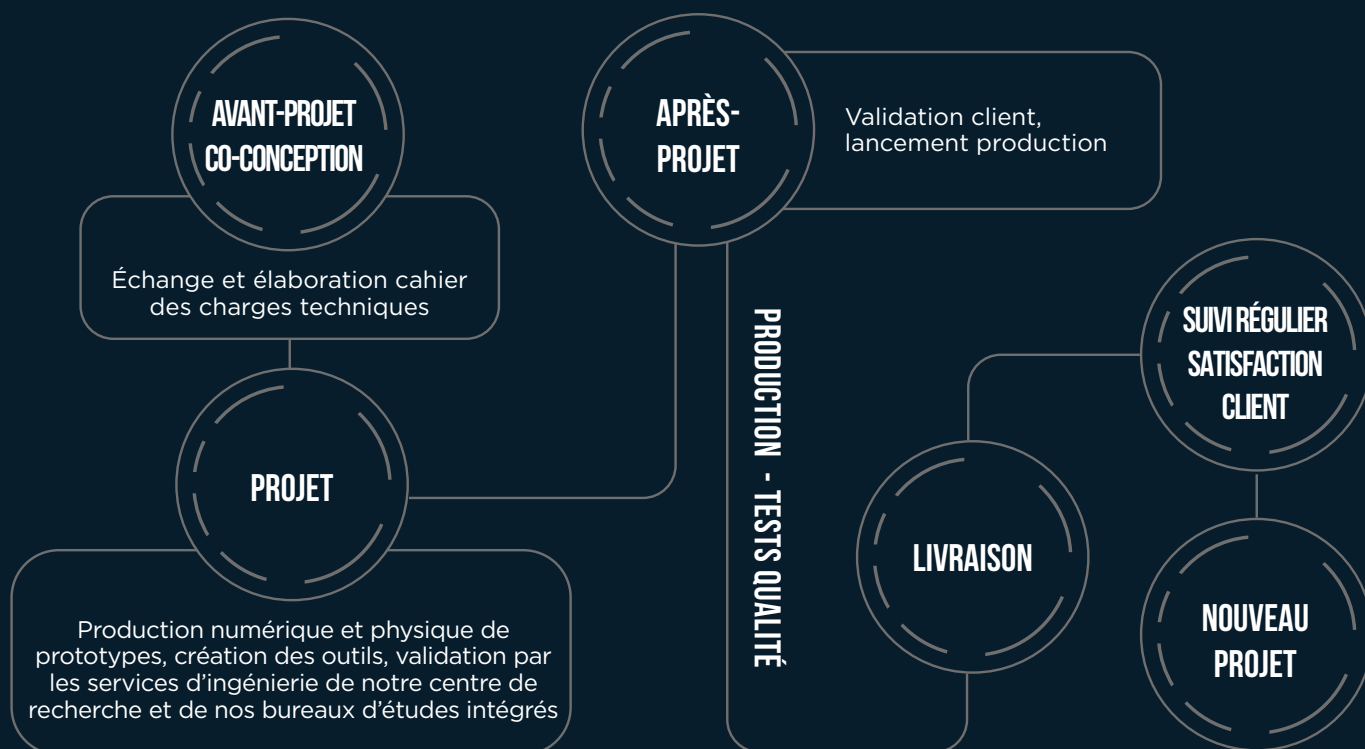 AVANT-PROJET
CO-CONCEPTION
Échange et élaboration cahier
des charges techniques
PROJET
Production numérique et physique de
prototypes, création des outils, validation par
les services d’ingénierie de notre centre de
recherche et de nos bureaux d’études intégrés
APRÈS-
PROJET
Validation client,
lancement production
PRODUCTION - TESTS QUALITÉ
LIVRAISON
SUIVI RÉGULIER
SATISFACTION
CLIENT
NOUVEAU
PROJET